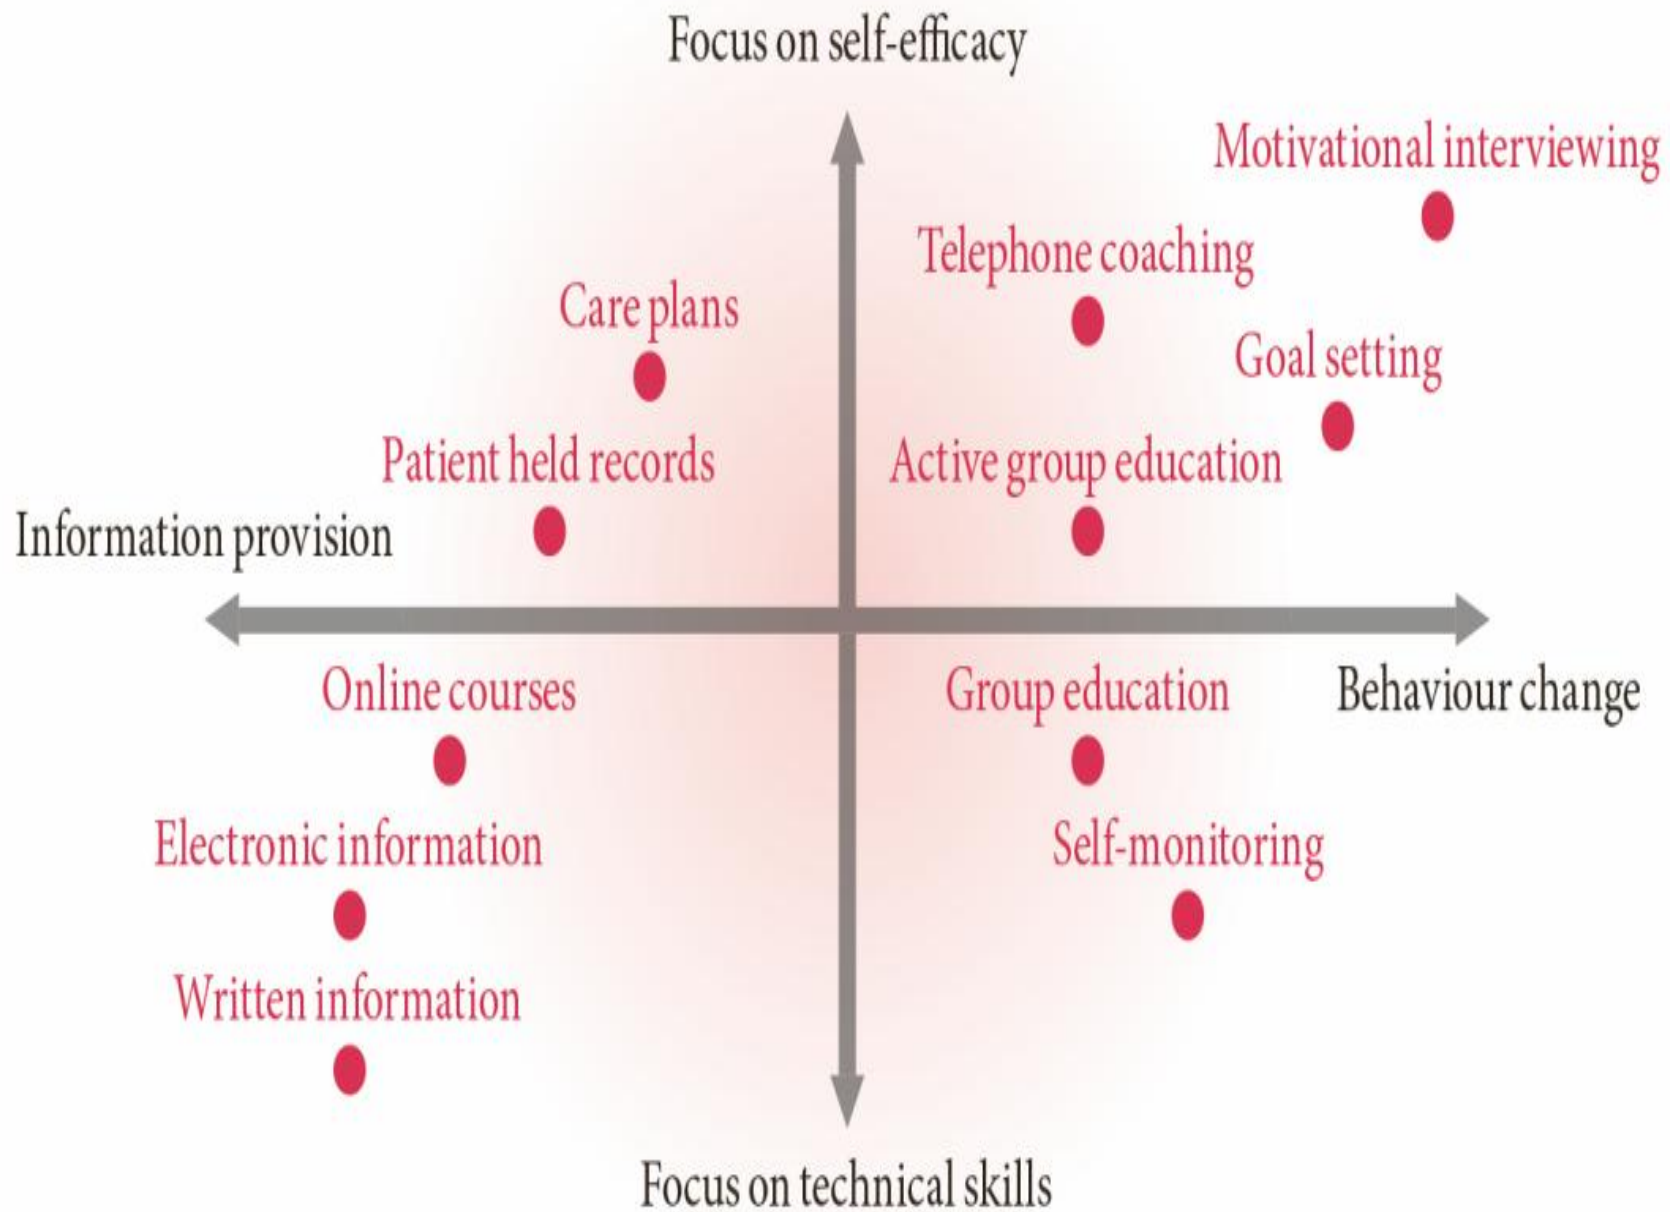 Focus on self-efficacy
Motivational interviewing
Telephone coaching
Care plans
Goal setting
Patient held records
Active group education
Information provision
Online courses
Group education
Behaviour change
Electronic information
Self-monitoring
Written information
Focus on technical skills